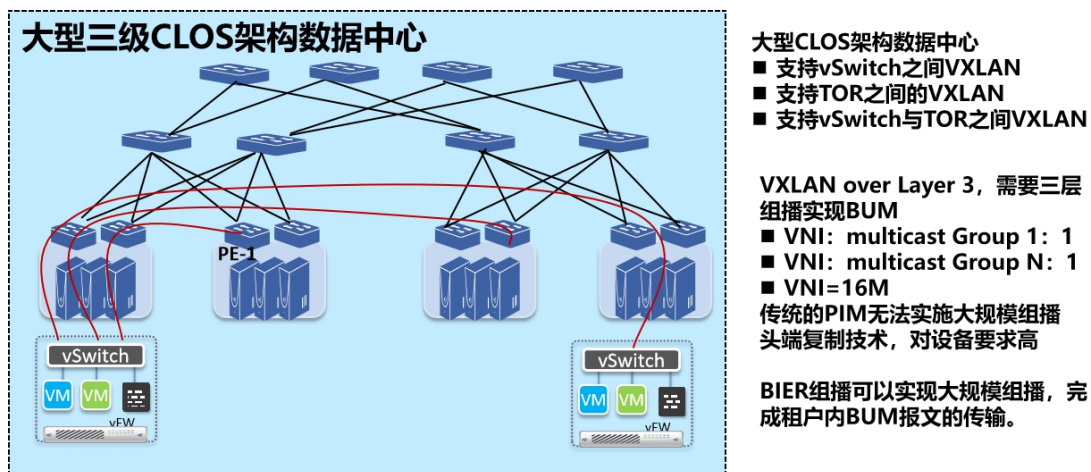 大型三级CLOS架构数据中心
PE-1
vSwitch
VM
VM
vFW
vSwitch
VM
VM
vFW
大型CLOS架构数据中心
■ 支持vSwitch之间VXLAN
■ 支持TOR之间的VXLAN
■ 支持vSwitch与TOR之间VXLAN
VXLAN over Layer 3，需要三层
组播实现BUM
■ VNI：multicast Group 1：1
■ VNI：multicast Group N：1
■ VNI=16M
传统的PIM无法实施大规模组播
头端复制技术，对设备要求高
BIER组播可以实现大规模组播，完
成租户内BUM报文的传输。